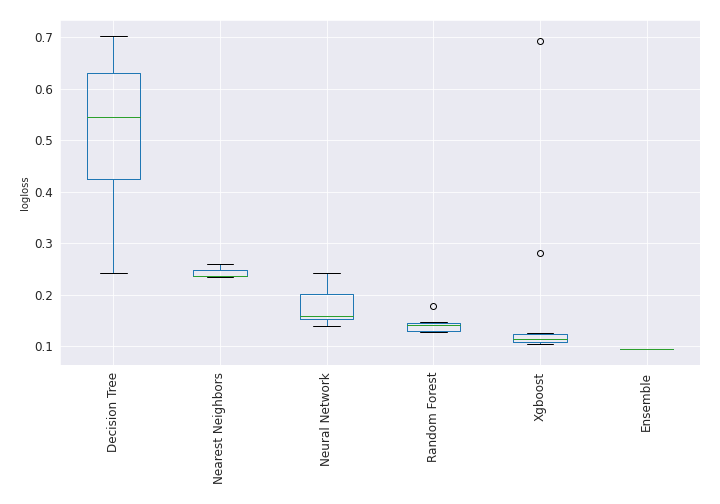 logloss
0.7
0.6
0.5
0.4
0.3
0.2
0.1
Decision Tree
Nearest Neighbors
Neural Network
Random Forest
Xgboost
Ensemble